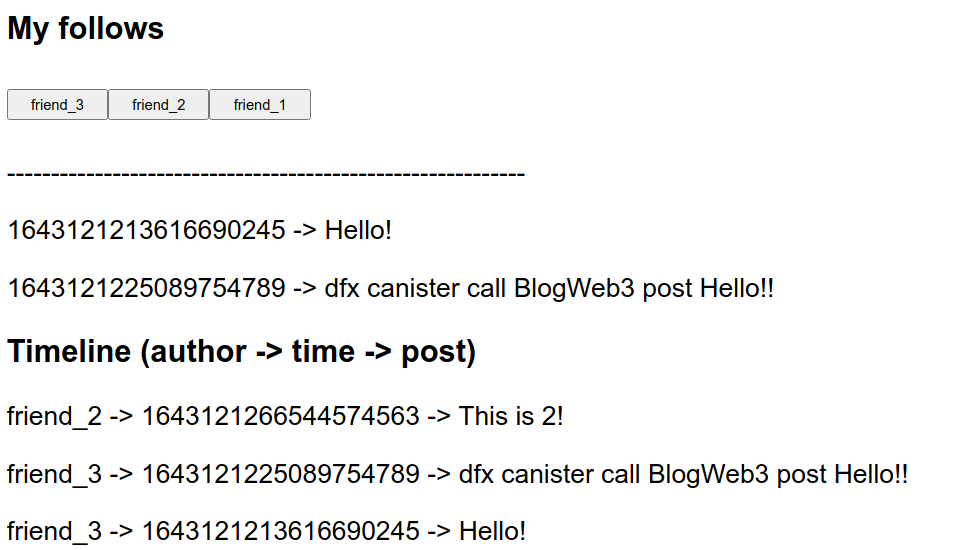 My follows
friend_3 friend_2 friend_1
-----------------------------------------------------------
1643121213616690245 -> Hello!
1643121225089754789 -> dfx canister call BlogWeb3 post Hello!!
Timeline (author -> time -> post)
friend_2 -> 1643121266544574563 -> This is 2!
friend_3 -> 1643121225089754789 -> dfx canister call BlogWeb3 post Hello!!
friend_3 -> 1643121213616690245 -> Hello!